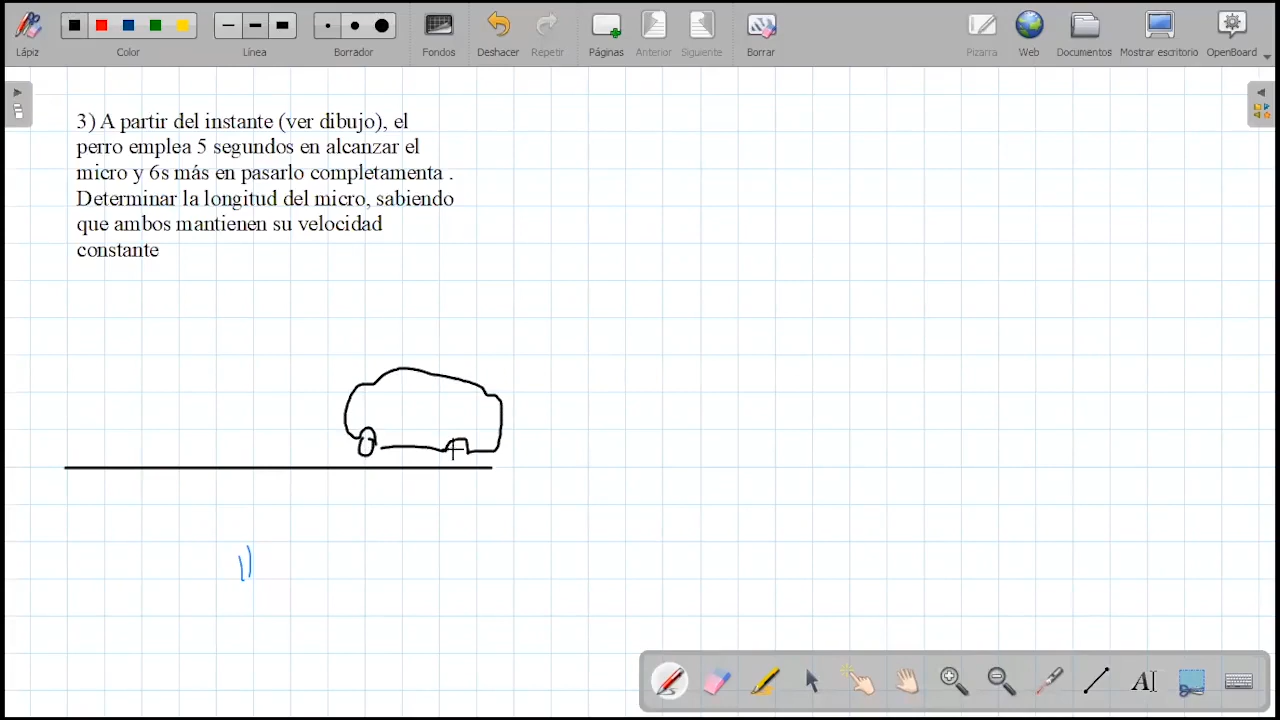 Lápiz
Color
Línea
Borrador
Fondos
Deshacer
Repetir
Páginas
Anterior
Siguiente
Borrar
Pizarra
Web
Documentos
Mostrar escritorio
OpenBoard
3) A partir del instante (ver dibujo), el
perro emplea 5 segundos en alcanzar el
micro y 6s más en pasarlo completamenta .
Determinar la longitud del micro, sabiendo
que ambos mantienen su velocidad
constante